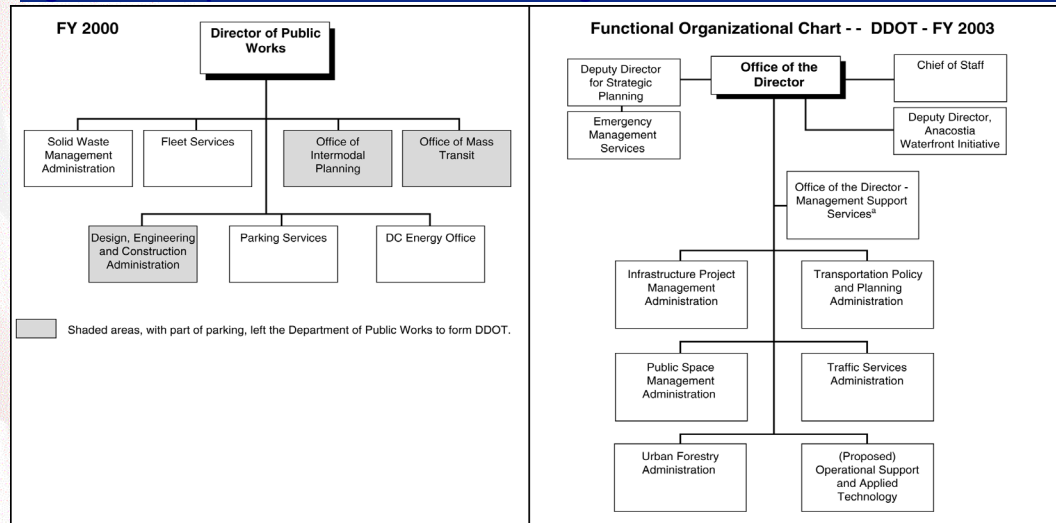 FY 2000
Director of Public
Works
Solid Waste
Management
Administration
Fleet Services
Office of
Intermodal
Planning
Office of Mass
Transit
Design, Engineering
and Construction
Administration
Parking Services
DC Energy Office
Shaded areas, with part of parking, left the Department of Public Works to form DDOT.
Functional Organizational Chart - - DDOT - FY 2003
Deputy Director
for Strategic
Planning
Emergency
Management
Services
Office of the
Director
Chief of Staff
Deputy Director,
Anacostia
Waterfront Initiative
Office of the Director -
Management Support
Servicesª
Infrastructure Project
Management
Administration
Transportation Policy
and Planning
Administration
Public Space
Management
Administration
Traffic Services
Administration
Urban Forestry
Administration
(Proposed)
Operational Support
and Applied
Technology